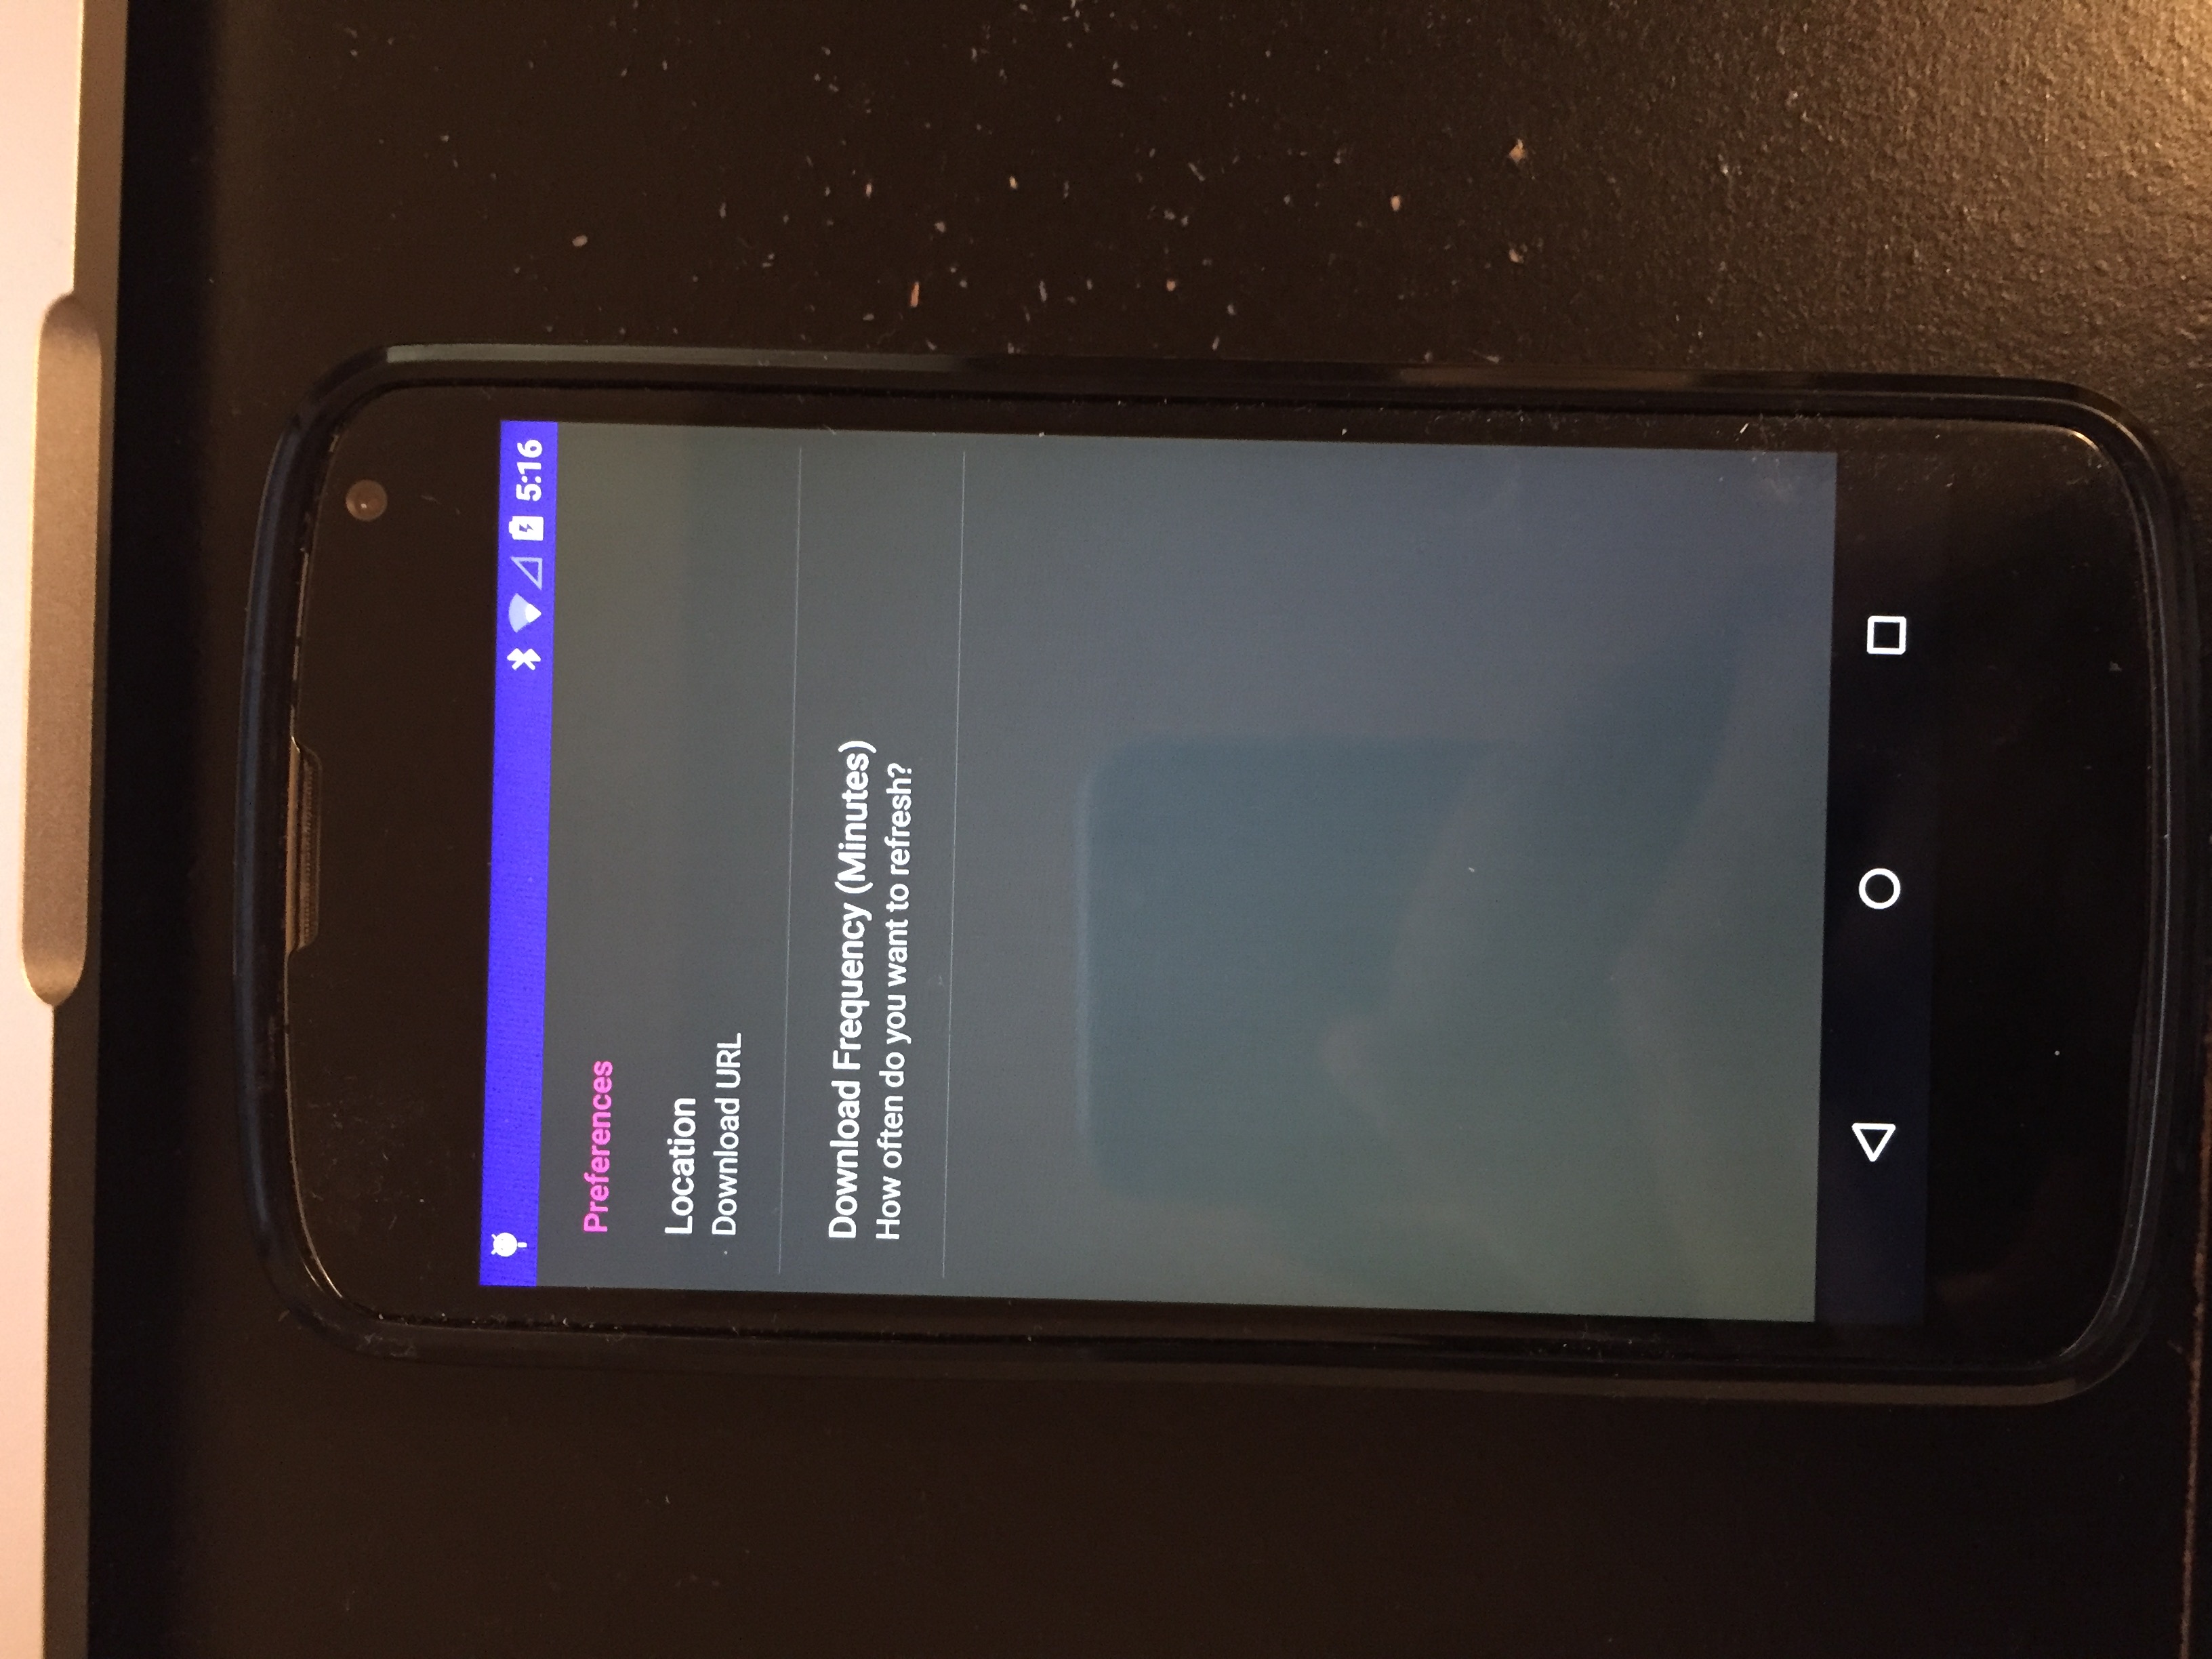 5:16
Preferences
Location
Download URL
Download Frequency (Minutes)
How often do you want to refresh?